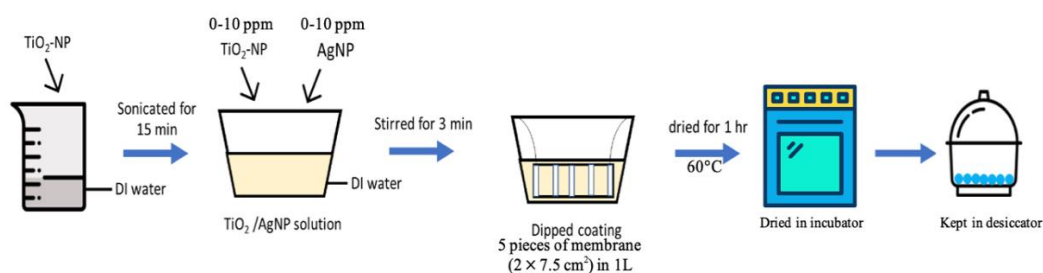 TiO₂-NP
DI water
Sonicated for
15 min
0-10 ppm
TiO₂-NP
0-10 ppm
AgNP
DI water
TiO₂ /AgNP solution
Stirred for 3 min
Dipped coating
5 pieces of membrane
(2 × 7.5 cm²) in 1L
dried for 1 hr
60°C
Dried in incubator
Kept in desiccator